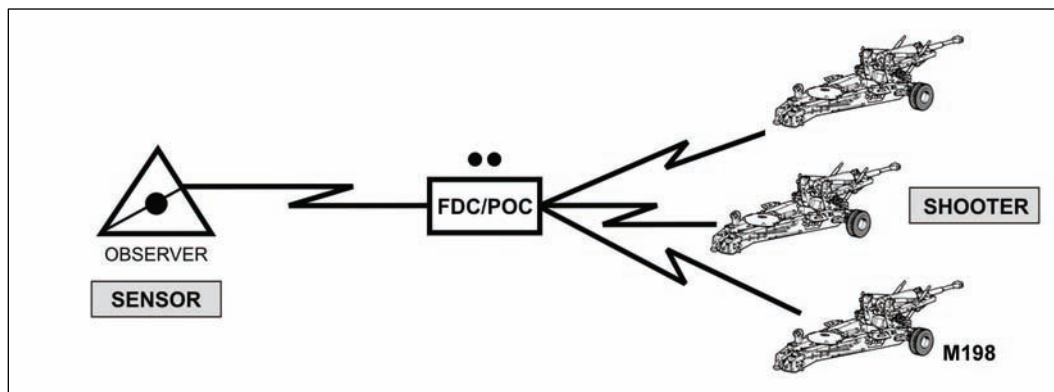 OBSERVER
SENSOR
FDC/POC
SHOOTER
M198